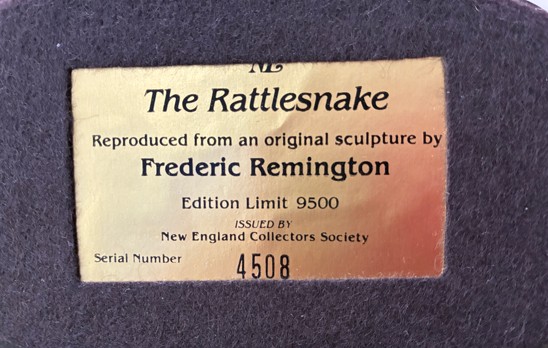 The Rattlesnake
Reproduced from an original sculpture by
Frederic Remington
Edition Limit 9500
ISSUED BY
New England Collectors Society
Serial Number 4508